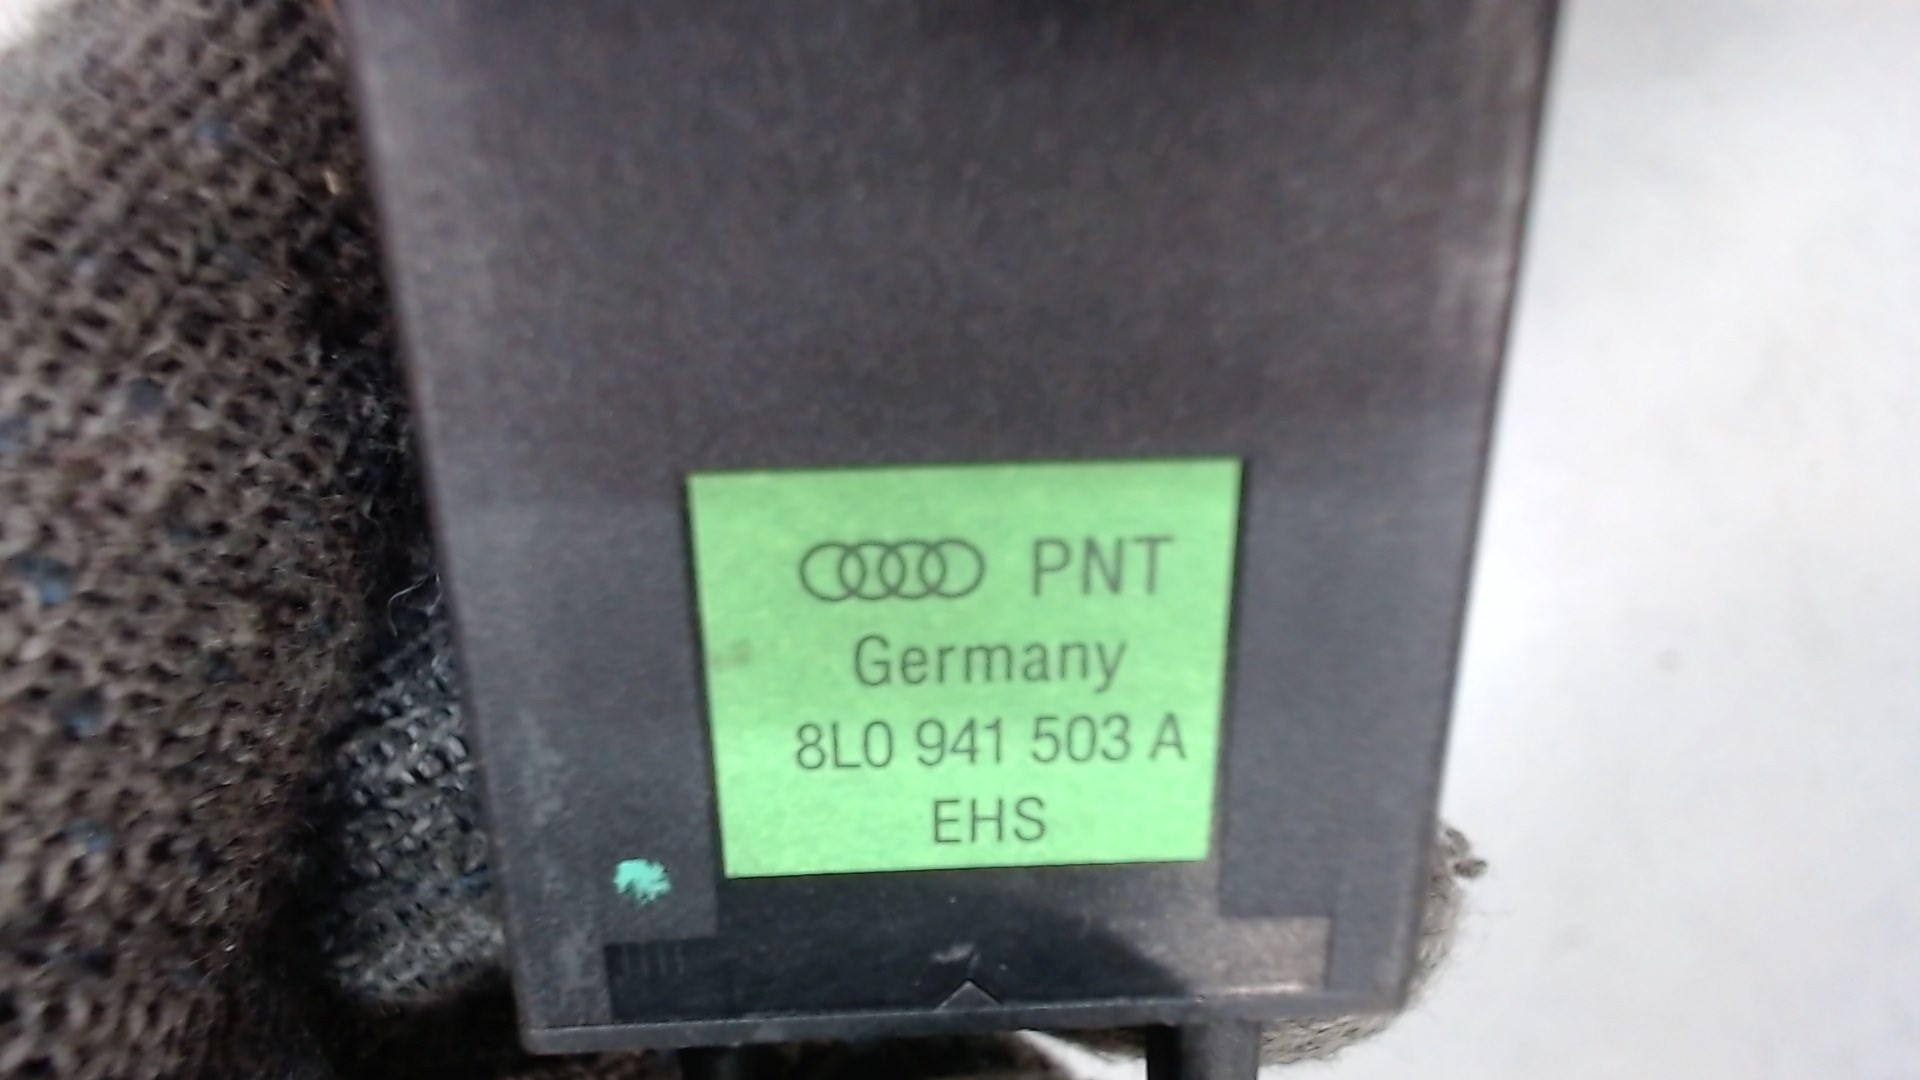 PNT
Germany
8L0 941 503 A
EHS